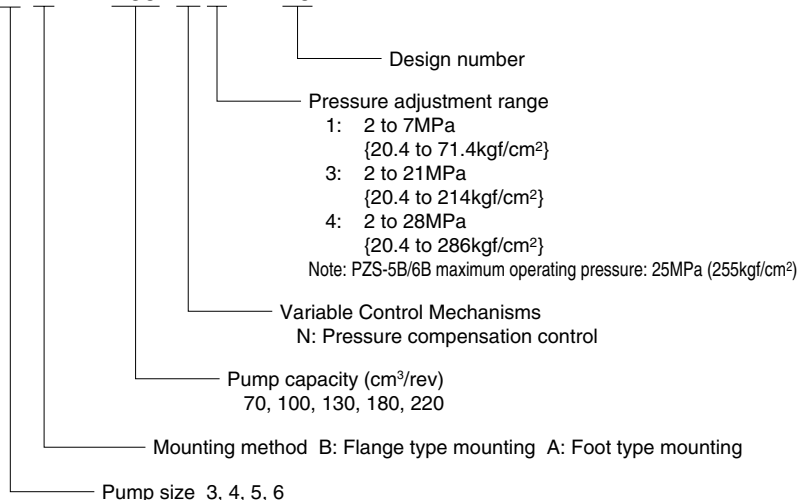 Design number
Pressure adjustment range
1: 2 to 7MPa
{20.4 to 71.4kgf/cm²}
3: 2 to 21MPa
{20.4 to 214kgf/cm²}
4: 2 to 28MPa
{20.4 to 286kgf/cm²}
Note: PZS-5B/6B maximum operating pressure: 25MPa (255kgf/cm²)
Variable Control Mechanisms
N: Pressure compensation control
Pump capacity (cm³/rev)
70, 100, 130, 180, 220
Mounting method B: Flange type mounting A: Foot type mounting
Pump size 3, 4, 5, 6